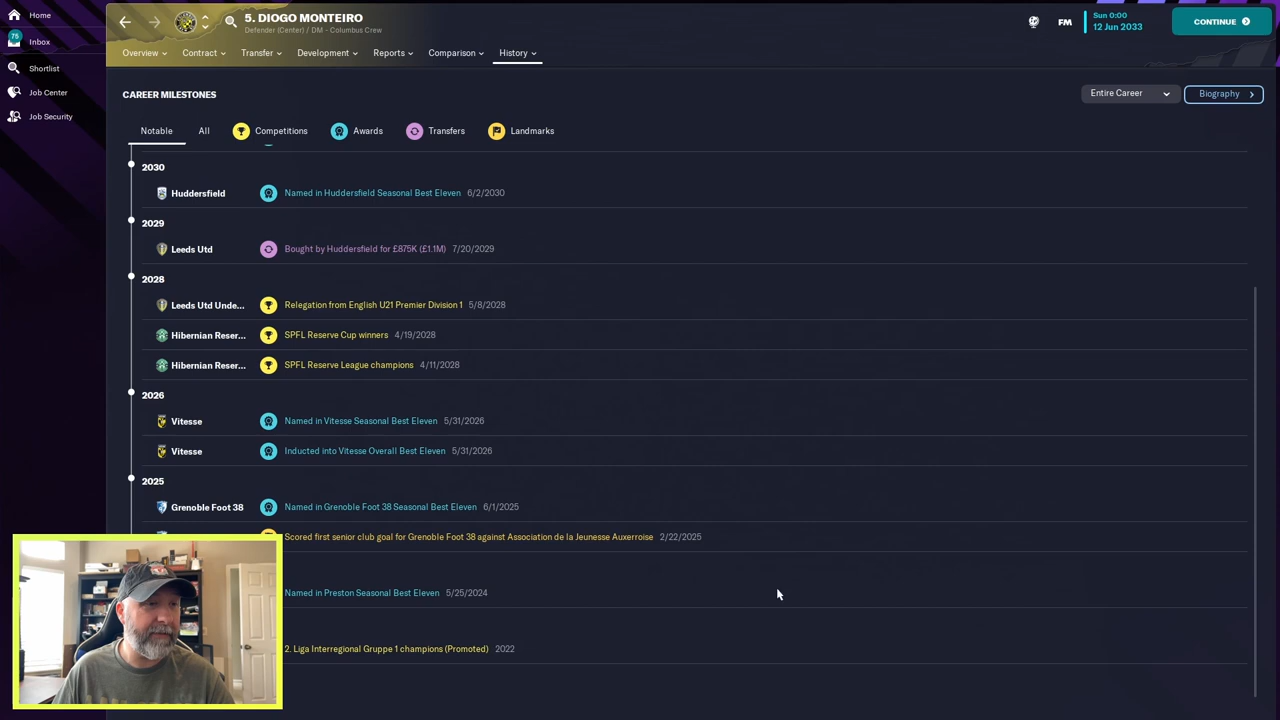 Home
75
Inbox
Shortlist
Job Center
Job Security
5. DIOGO MONTEIRO
Defender (Center) / DM - Columbus Crew
FM
Sun 0:00
12 Jun 2033
CONTINUE
Overview
Contract
Transfer
Development
Reports
Comparison
History
CAREER MILESTONES
Entire Career
Biography
Notable
All
Competitions
Awards
Transfers
Landmarks
2030
Huddersfield Named in Huddersfield Seasonal Best Eleven 6/2/2030
2029
Leeds Utd Bought by Huddersfield for £875K (£1.1M) 7/20/2029
2028
Leeds Utd Unde... Relegation from English U21 Premier Division 1 5/8/2028
Hibernian Reser... SPFL Reserve Cup winners 4/19/2028
Hibernian Reser... SPFL Reserve League champions 4/11/2028
2026
Vitesse Named in Vitesse Seasonal Best Eleven 5/31/2026
Vitesse Inducted into Vitesse Overall Best Eleven 5/31/2026
2025
Grenoble Foot 38 Named in Grenoble Foot 38 Seasonal Best Eleven 6/1/2025
Scored first senior club goal for Grenoble Foot 38 against Association de la Jeunesse Auxerroise 2/22/2025
Named in Preston Seasonal Best Eleven 5/25/2024
2. Liga Interregional Gruppe 1 champions (Promoted) 2022